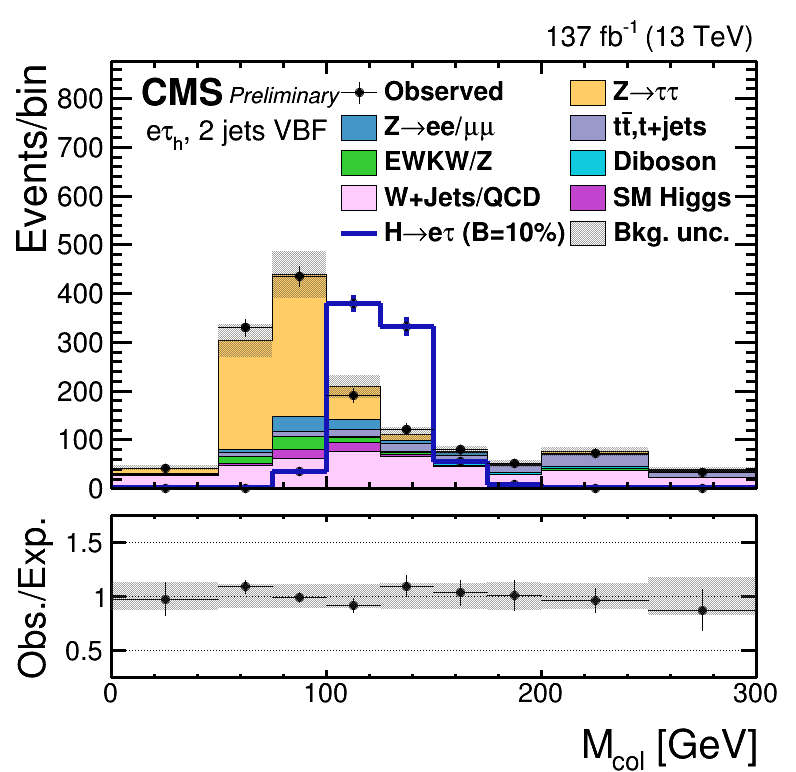 137 fb⁻¹ (13 TeV)
CMS Preliminary
eτₕ, 2 jets VBF
Observed
Z→ττ
Z→ee/μμ
tt̄,t+jets
EWKW/Z
Diboson
W+Jets/QCD
SM Higgs
H→eτ (B=10%)
Bkg. unc.
Events/bin
800
700
600
500
400
300
200
100
0
Obs./Exp.
1.5
1
0.5
0 100 200 300
M_col [GeV]